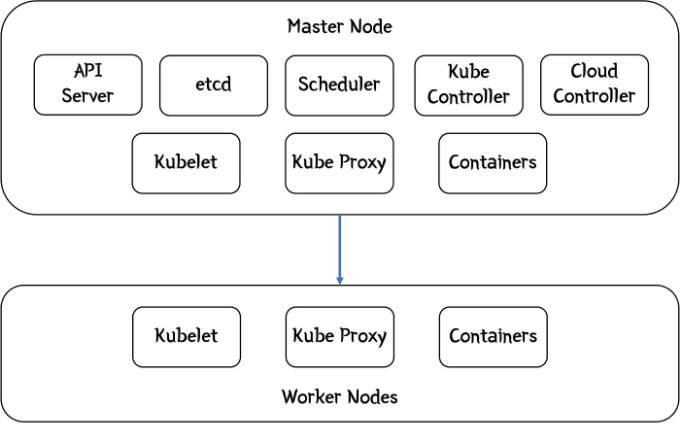 Master Node
API
Server
etcd
Scheduler
Kube
Controller
Cloud
Controller
Kubelet
Kube Proxy
Containers
Kubelet
Kube Proxy
Containers
Worker Nodes